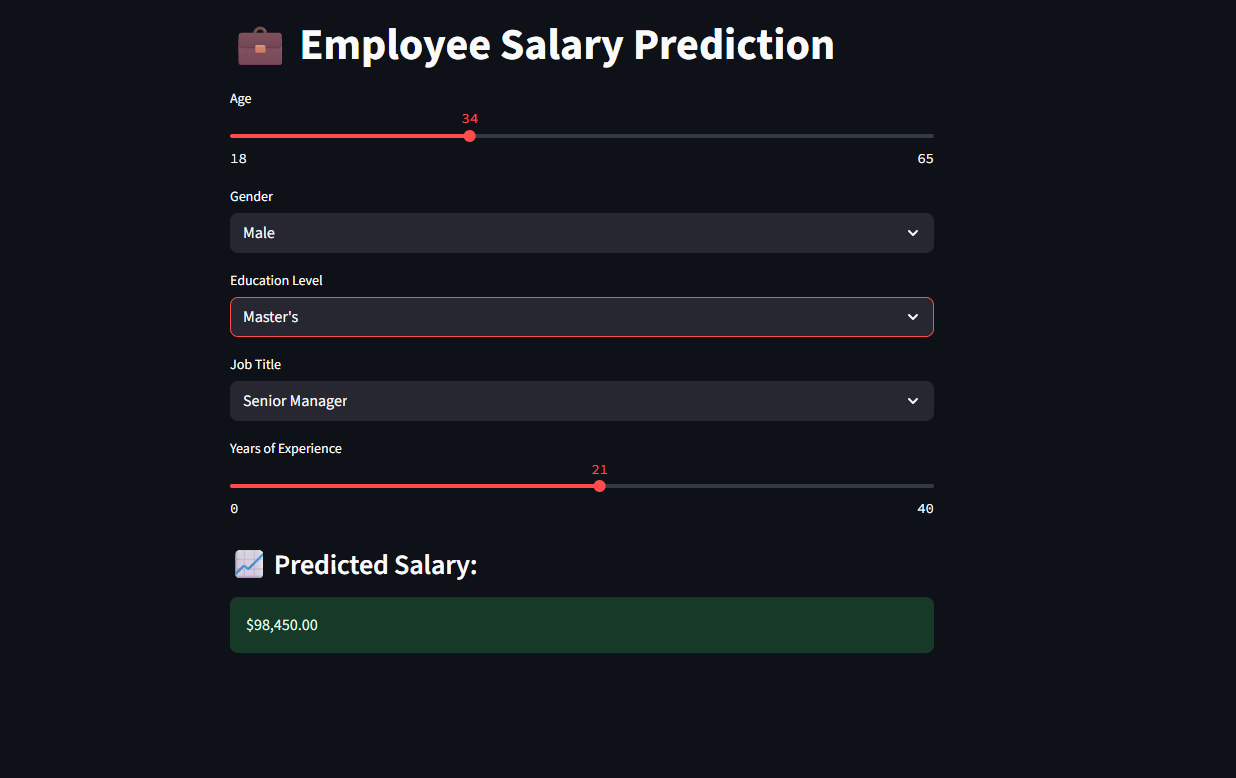 Employee Salary Prediction
Age
34
18 65
Gender
Male
Education Level
Master's
Job Title
Senior Manager
Years of Experience
21
0 40
Predicted Salary:
$98,450.00